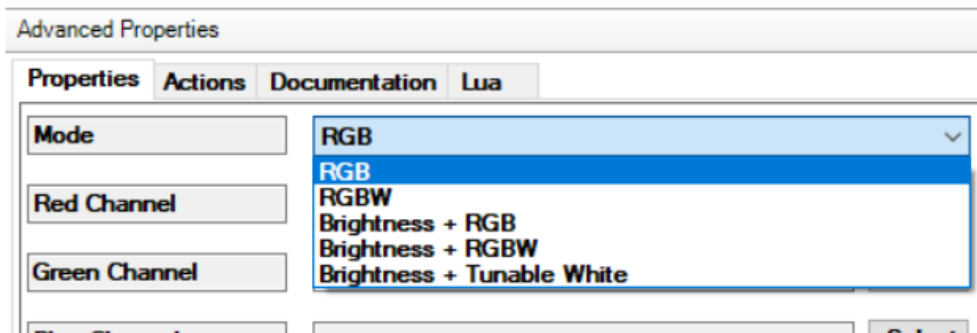 Advanced Properties
Properties Actions Documentation Lua
Mode RGB
RGB
RGBW
Red Channel
Brightness + RGB
Brightness + RGBW
Green Channel
Brightness + Tunable White